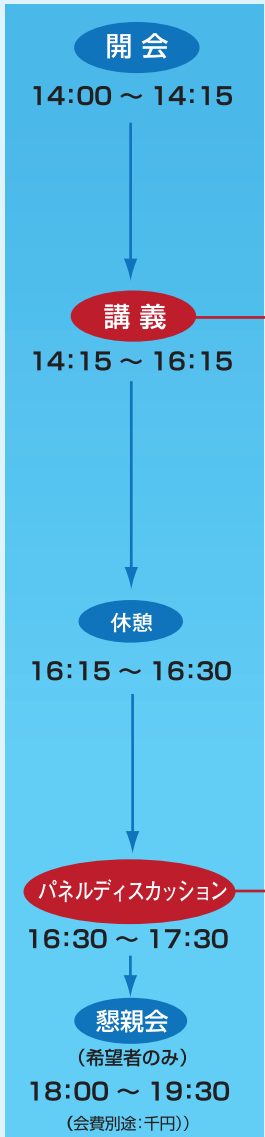 開会
14:00 ～ 14:15
講義
14:15 ～ 16:15
休憩
16:15 ～ 16:30
パネルディスカッション
16:30 ～ 17:30
懇親会
(希望者のみ)
18:00 ～ 19:30
(会費別途:千円))